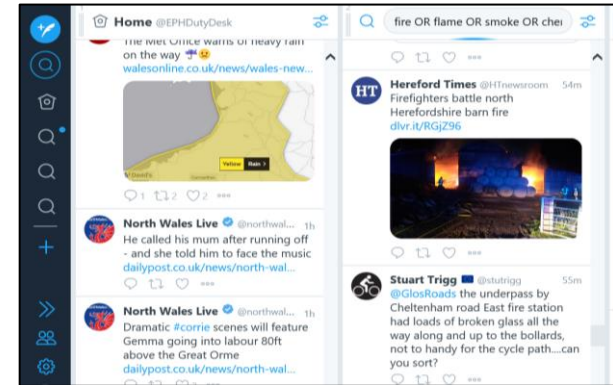 Home @EPHDutyDesk
The Met Office warns of heavy rain
on the way
walesonline.co.uk/news/wales-new...
Yellow Rain >
1 2 2
North Wales Live @northwal... 1h
He called his mum after running off
- and she told him to face the music
dailypost.co.uk/news/north-wal...
North Wales Live @northwal... 1h
Dramatic #corrie scenes will feature
Gemma going into labour 80ft
above the Great Orme
dailypost.co.uk/news/north-wal...
fire OR flame OR smoke OR che
HT
Hereford Times @HTnewsroom 54m
Firefighters battle north
Herefordshire barn fire
dlvr.it/RGjZ96
Stuart Trigg @stutrigg 55m
@GlosRoads the underpass by
Cheltenham road East fire station
had loads of broken glass all the
way along and up to the bollards,
not to handy for the cycle path....can
you sort?